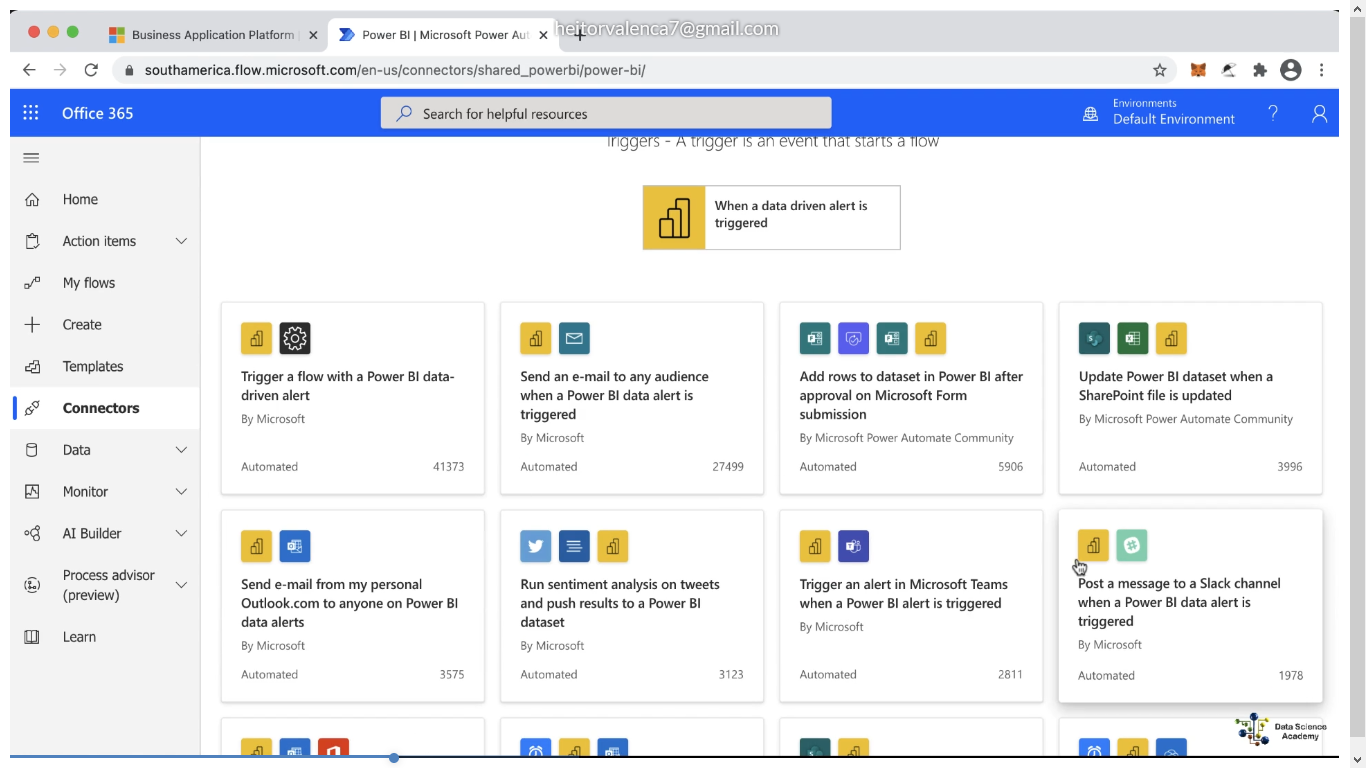 Business Application Platform
Power BI | Microsoft Power Aut
heitorvalenca7@gmail.com
southamerica.flow.microsoft.com/en-us/connectors/shared_powerbi/power-bi/
Office 365
Search for helpful resources
Environments
Default Environment
?
Home
Action items
My flows
Create
Templates
Connectors
Data
Monitor
AI Builder
Process advisor
(preview)
Learn
Triggers - A trigger is an event that starts a flow
When a data driven alert is
triggered
Trigger a flow with a Power BI data-
driven alert
By Microsoft
Automated 41373
Send an e-mail to any audience
when a Power BI data alert is
triggered
By Microsoft
Automated 27499
Add rows to dataset in Power BI after
approval on Microsoft Form
submission
By Microsoft Power Automate Community
Automated 5906
Update Power BI dataset when a
SharePoint file is updated
By Microsoft Power Automate Community
Automated 3996
Send e-mail from my personal
Outlook.com to anyone on Power BI
data alerts
By Microsoft
Automated 3575
Run sentiment analysis on tweets
and push results to a Power BI
dataset
By Microsoft
Automated 3123
Trigger an alert in Microsoft Teams
when a Power BI alert is triggered
By Microsoft
Automated 2811
Post a message to a Slack channel
when a Power BI data alert is
triggered
By Microsoft
Automated 1978
Data Science
Academy